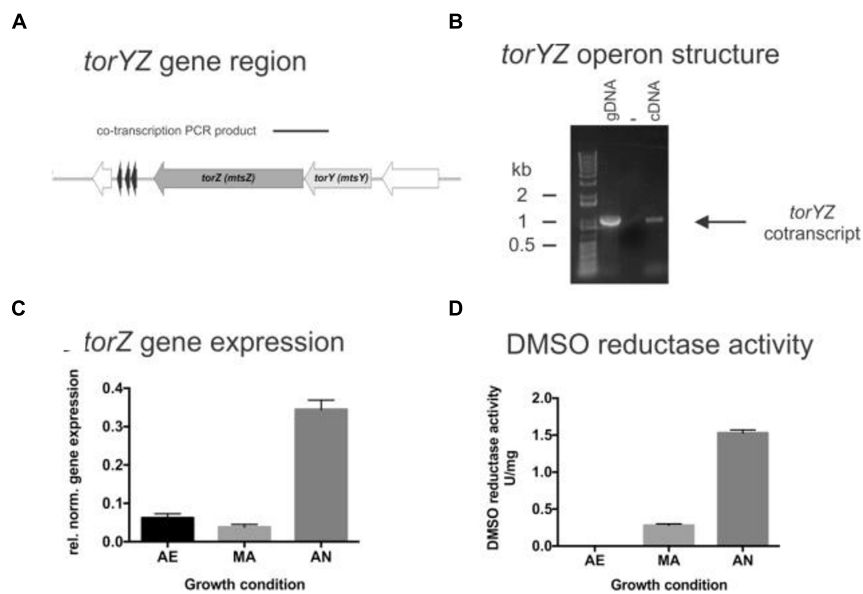 A
torYZ gene region
co-transcription PCR product
torZ (mtsZ)
torY (mtsY)
B
torYZ operon structure
gDNA
-
cDNA
kb
2
1
0.5
torYZ
cotranscript
C
torZ gene expression
rel. norm. gene expression
0.4
0.3
0.2
0.1
0.0
AE
MA
AN
Growth condition
D
DMSO reductase activity
DMSO reductase activity
U/mg
2.0
1.5
1.0
0.5
0.0
AE
MA
AN
Growth condition